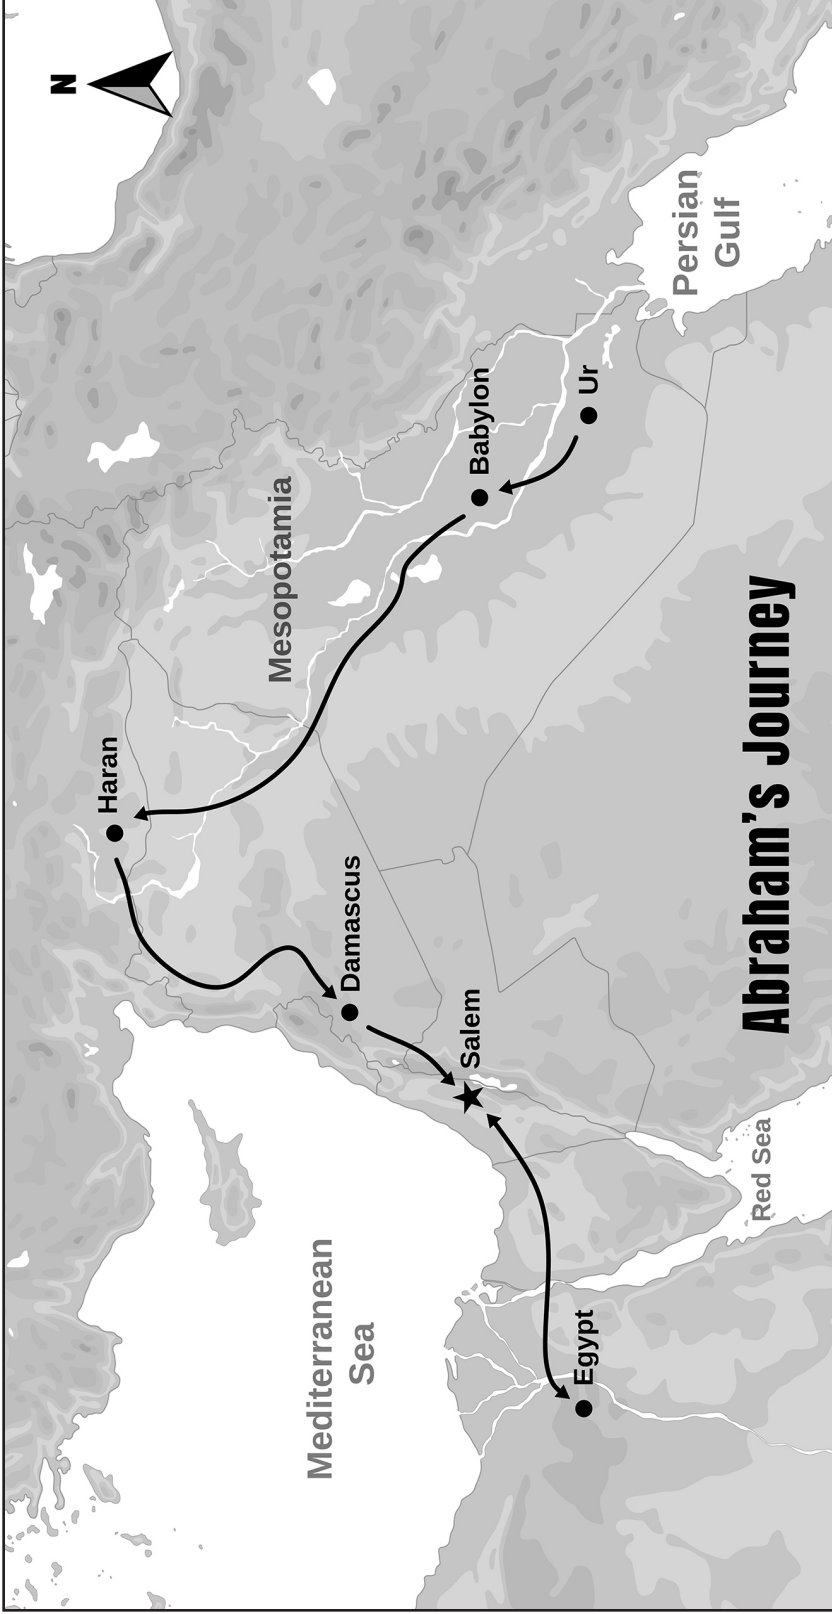 N
Mediterranean
Sea
Haran
Mesopotamia
Damascus
Salem
Babylon
Ur
Persian
Gulf
Egypt
Red Sea
Abraham’s Journey